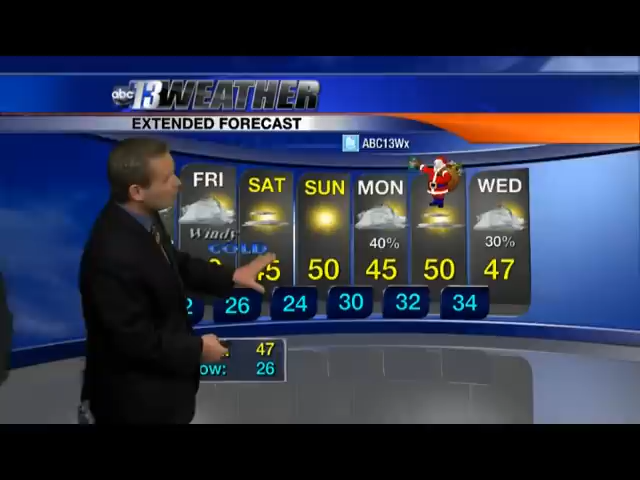 abc 13 WEATHER
EXTENDED FORECAST
ABC13Wx
FRI SAT SUN MON WED
Windy
COLD
40% 30%
45 50 45 50 47
26 24 30 32 34
47
26